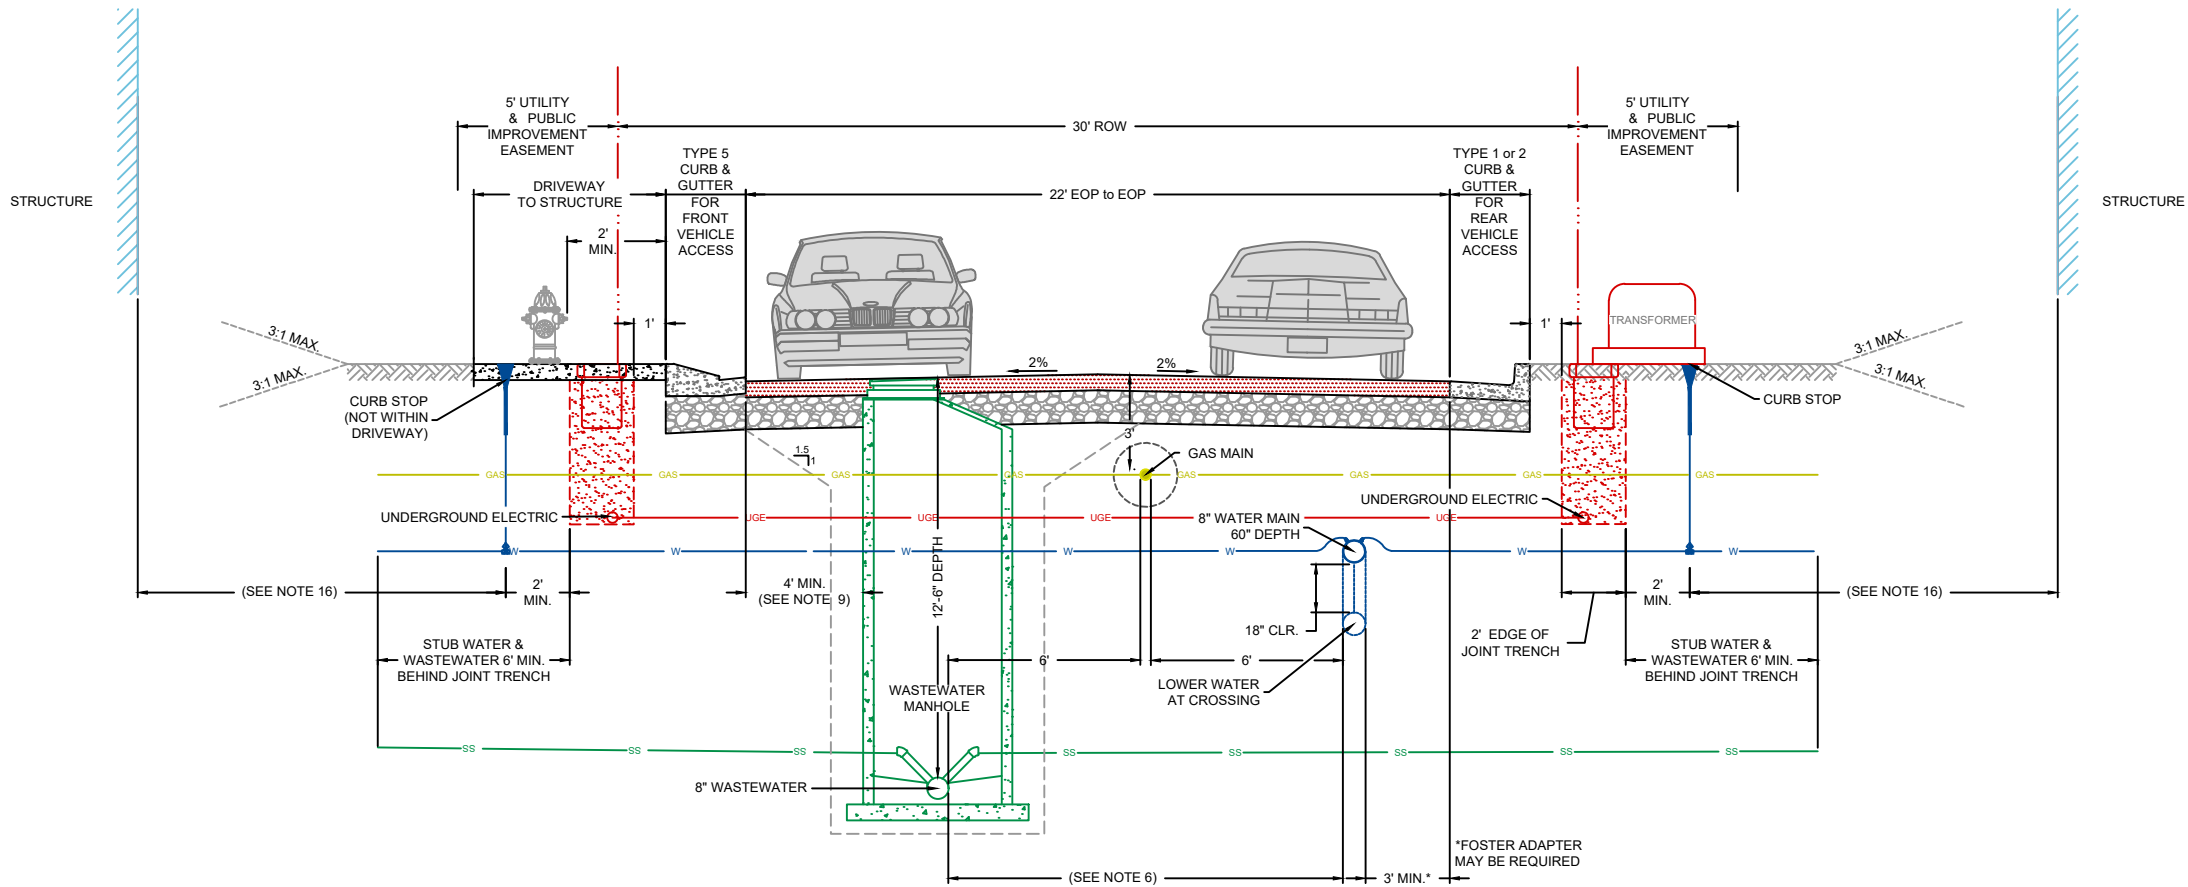 5' UTILITY
& PUBLIC
IMPROVEMENT
EASEMENT
30' ROW
5' UTILITY
& PUBLIC
IMPROVEMENT
EASEMENT
STRUCTURE
DRIVEWAY
TO STRUCTURE
TYPE 5
CURB &
GUTTER
FOR
FRONT
VEHICLE
ACCESS
22' EOP to EOP
TYPE 1 or 2
CURB &
GUTTER
FOR
REAR
VEHICLE
ACCESS
STRUCTURE
2'
MIN.
1'
1'
TRANSFORMER
3:1 MAX.
3:1 MAX.
2%
2%
3:1 MAX.
3:1 MAX.
CURB STOP
(NOT WITHIN
DRIVEWAY)
CURB STOP
3'
1.5
1
GAS MAIN
GAS GAS GAS GAS GAS GAS GAS GAS
UNDERGROUND ELECTRIC
UNDERGROUND ELECTRIC
UGE UGE UGE UGE
8" WATER MAIN
60" DEPTH
W W W W W W W
12'-6" DEPTH
(SEE NOTE 16)
2'
MIN.
4' MIN.
(SEE NOTE 9)
2'
MIN.
(SEE NOTE 16)
18" CLR.
2' EDGE OF
JOINT TRENCH
STUB WATER &
WASTEWATER 6' MIN.
BEHIND JOINT TRENCH
6'
6'
STUB WATER &
WASTEWATER 6' MIN.
BEHIND JOINT TRENCH
WASTEWATER
MANHOLE
LOWER WATER
AT CROSSING
SS SS SS SS SS SS SS SS
8" WASTEWATER
*FOSTER ADAPTER
MAY BE REQUIRED
(SEE NOTE 6)
3' MIN.*